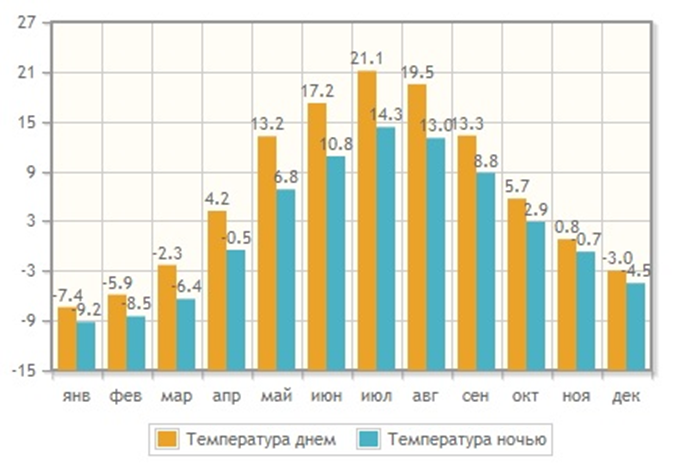 27
21
15
9
3
-3
-9
-15
-7.4 -9.2 -5.9 -8.5 -2.3 -6.4 4.2 -0.5 13.2 6.8 17.2 10.8 21.1 14.3 19.5 13.0 13.3 8.8 5.7 2.9 0.8 -0.7 -3.0 -4.5
янв фев мар апр май июн июл авг сен окт ноя дек
Температура днем Температура ночью